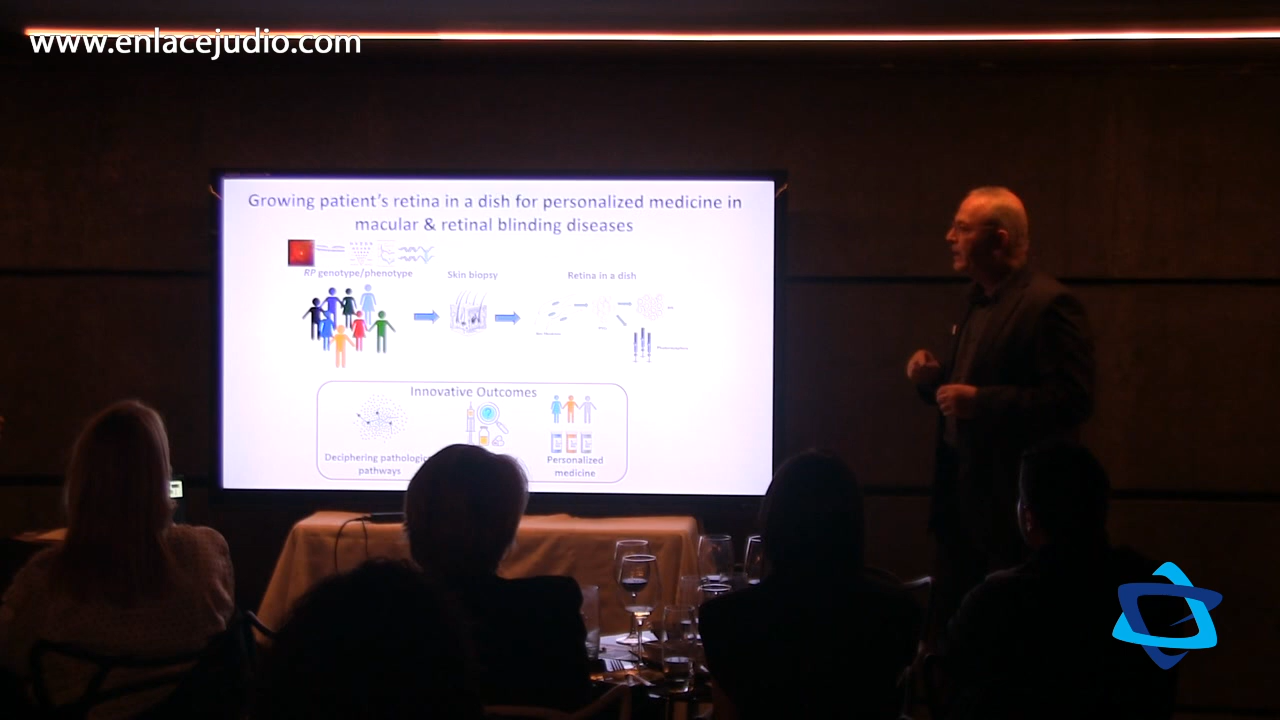 www.enlacejudio.com
Growing patient's retina in a dish for personalized medicine in
macular & retinal blinding diseases
RP genotype/phenotype
Skin biopsy
Retina in a dish
Innovative Outcomes
Deciphering pathologic
pathways
Personalized
medicine